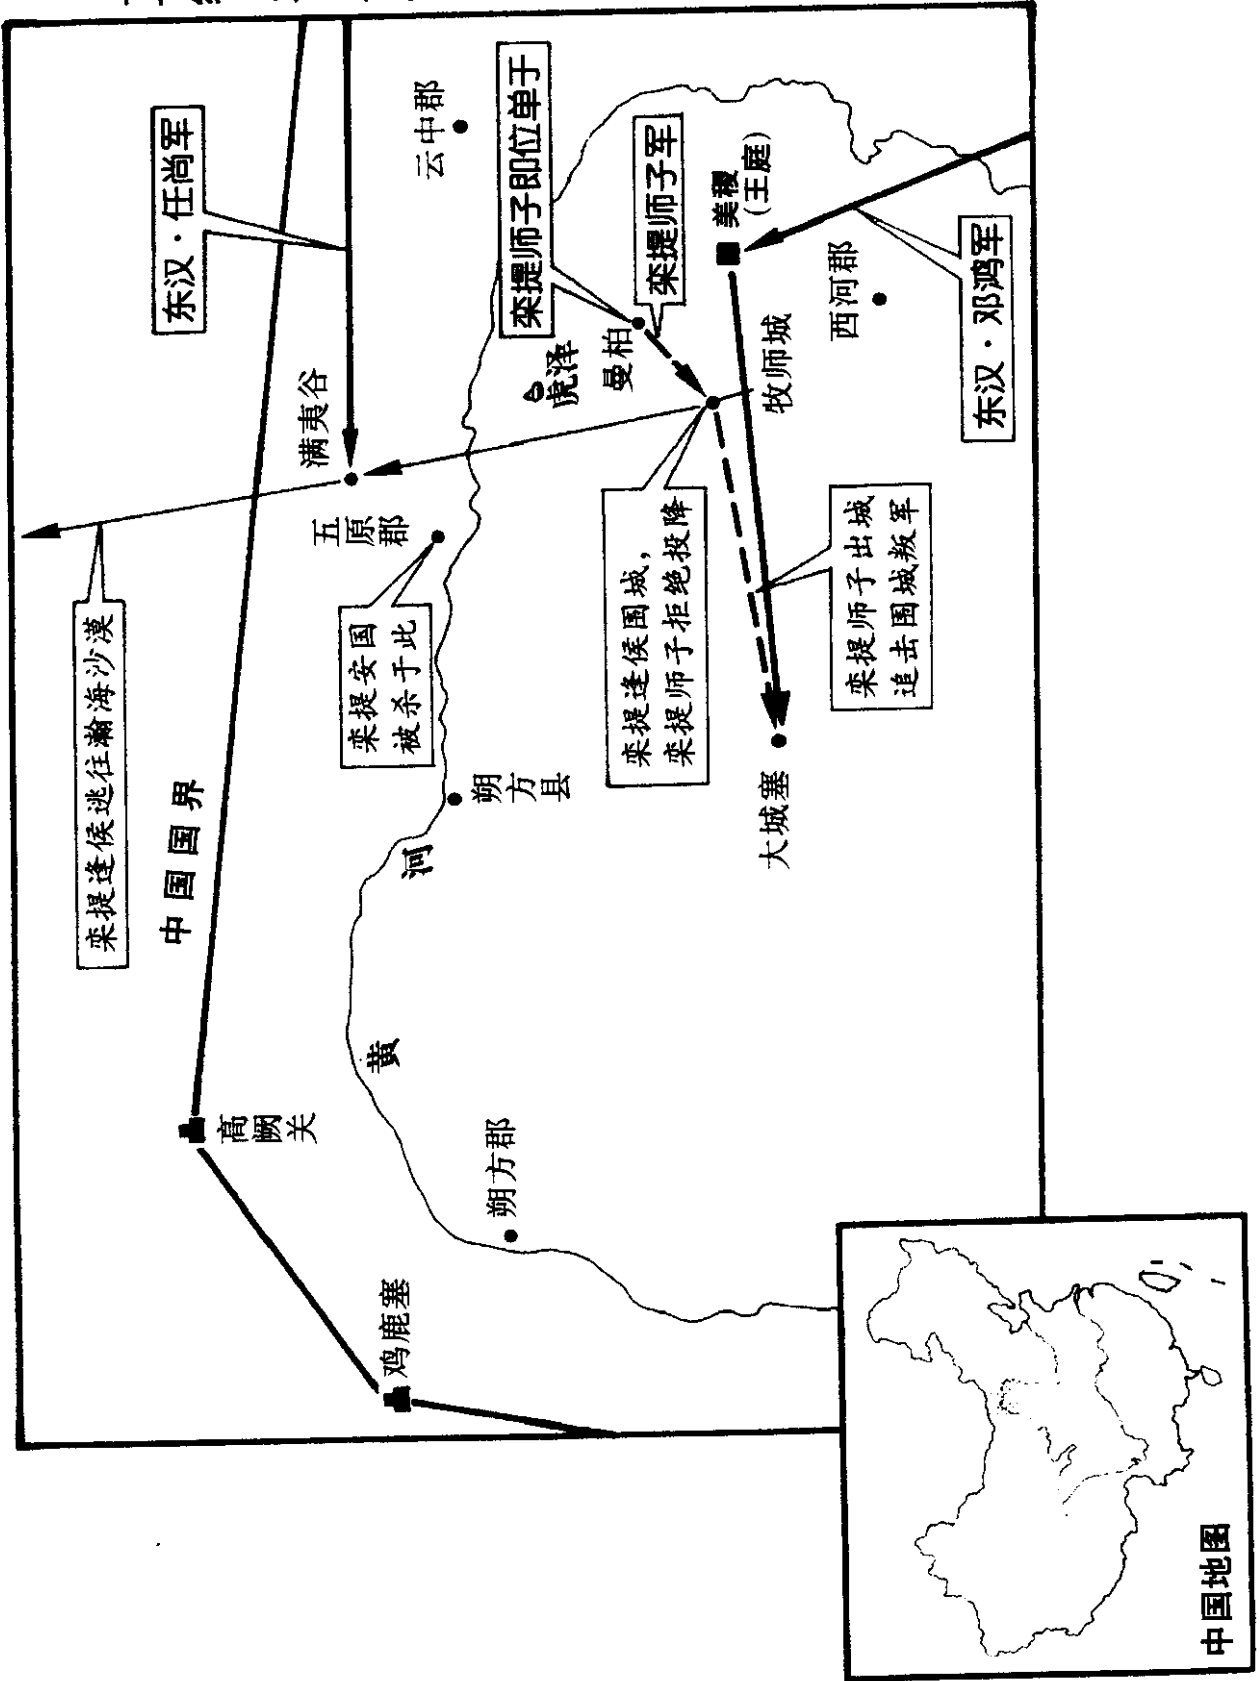 东汉·任尚军
云中郡
栾提师子即位单于
栾提师子军
美稷
(王庭)
满夷谷
虎泽
曼柏
牧师城
西河郡
东汉·邓鸿军
五原郡
栾提逢侯逃往瀚海沙漠
栾提安国
被杀于此
栾提逢侯围城，
栾提师子拒绝投降
栾提师子出城
追击围城叛军
中国国界
朔方县
大城塞
黄河
高阙关
朔方郡
鸡鹿塞
中国地图